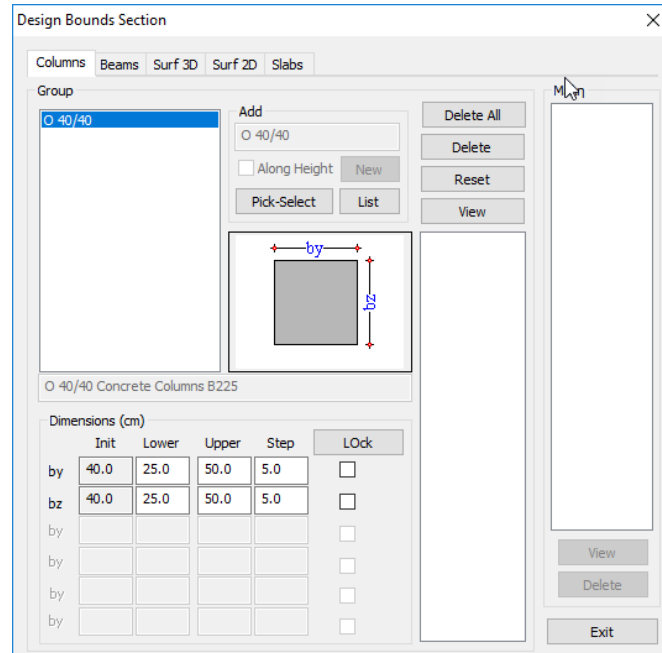 Design Bounds Section
Columns Beams Surf 3D Surf 2D Slabs
Group
O 40/40
Add
O 40/40
Along Height New
Pick-Select List
Delete All
Delete
Reset
View
by
bz
O 40/40 Concrete Columns B225
Dimensions (cm)
Init Lower Upper Step LOck
by 40.0 25.0 50.0 5.0
bz 40.0 25.0 50.0 5.0
by
by
by
by
View
Delete
Exit